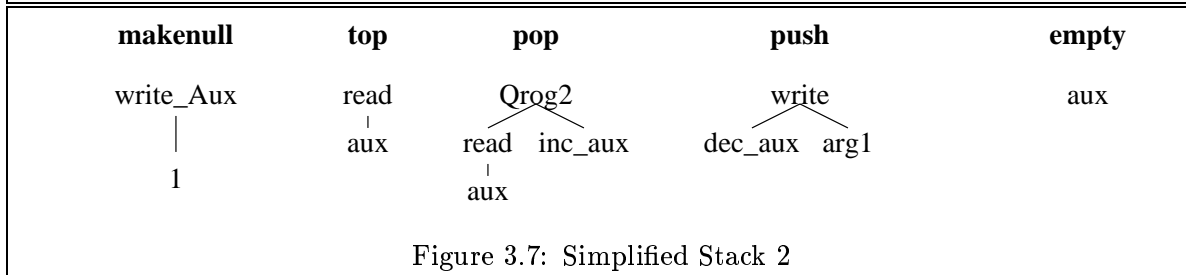 makenull top pop push empty
write_Aux read Qrog2 write aux
aux read inc_aux dec_aux arg1
1 aux
Figure 3.7: Simplified Stack 2